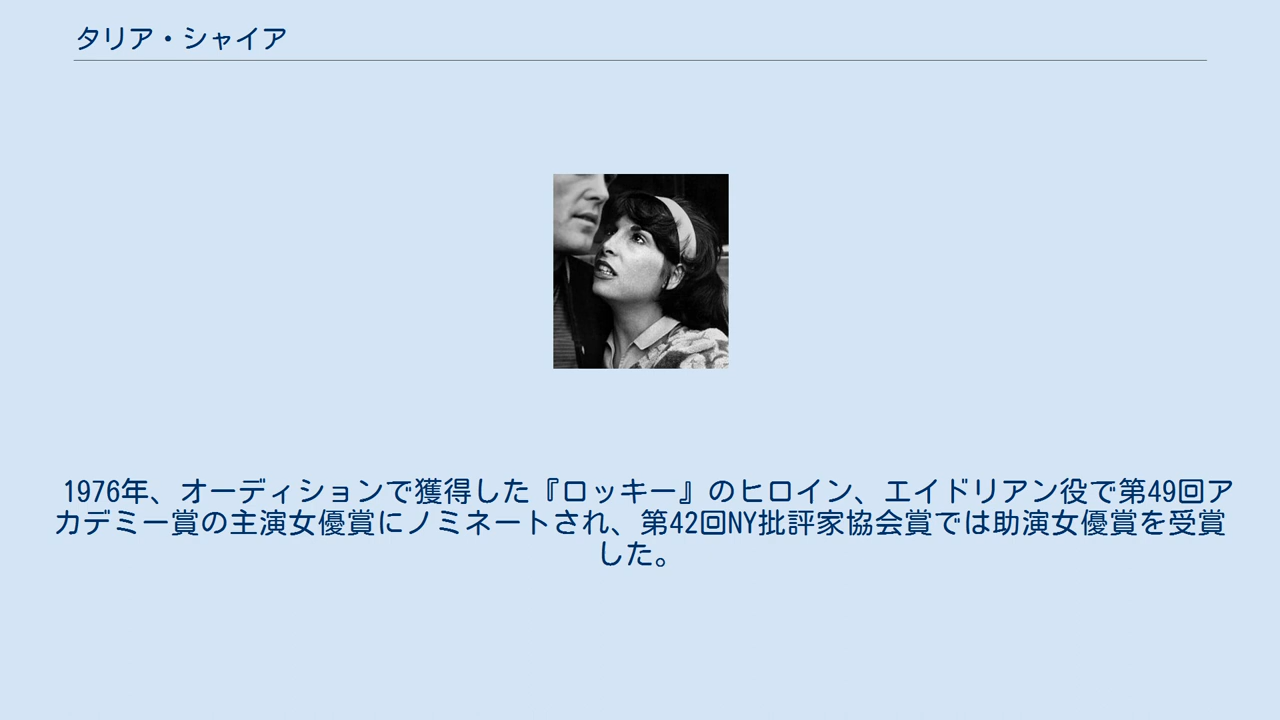 タリア・シャイア
1976年、オーディションで獲得した『ロッキー』のヒロイン、エイドリアン役で第49回ア
カデミー賞の主演女優賞にノミネートされ、第42回NY批評家協会賞では助演女優賞を受賞
した。